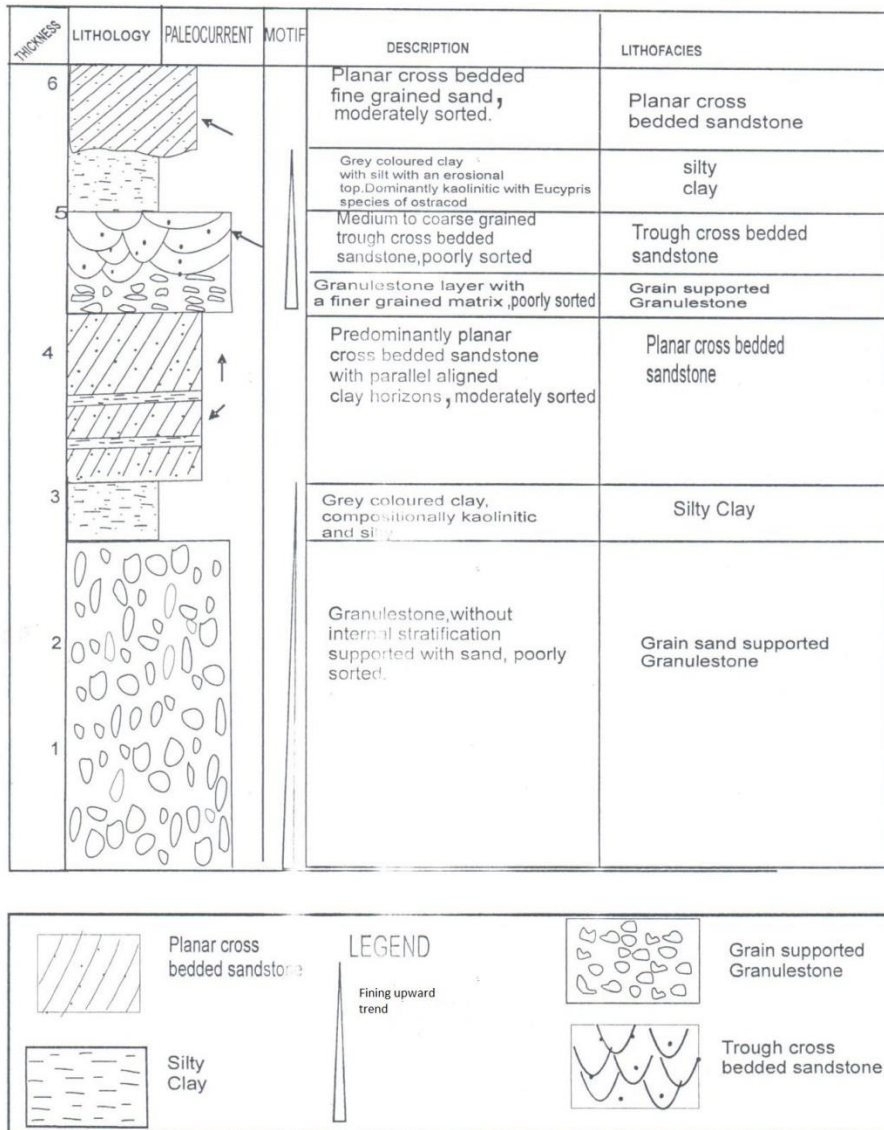 THICKNESS
LITHOLOGY
PALEOCURRENT
MOTIF
DESCRIPTION
LITHOFACIES
6
Planar cross bedded
fine grained sand,
moderately sorted.
Planar cross
bedded sandstone
Grey coloured clay
with silt with an erosional
top.Dominantly kaolinitic with Eucypris
species of ostracod
silty
clay
5
Medium to coarse grained
trough cross bedded
sandstone,poorly sorted
Trough cross bedded
sandstone
Granulestone layer with
a finer grained matrix ,poorly sorted
Grain supported
Granulestone
4
Predominantly planar
cross bedded sandstone
with parallel aligned
clay horizons, moderately sorted
Planar cross bedded
sandstone
3
Grey coloured clay,
compositionally kaolinitic
and
Silty Clay
2
Granulestone,without
internal stratification
supported with sand, poorly
sorted.
Grain sand supported
Granulestone
1
LEGEND
Planar cross
bedded sandstone
Silty
Clay
Fining upward
trend
Grain supported
Granulestone
Trough cross
bedded sandstone